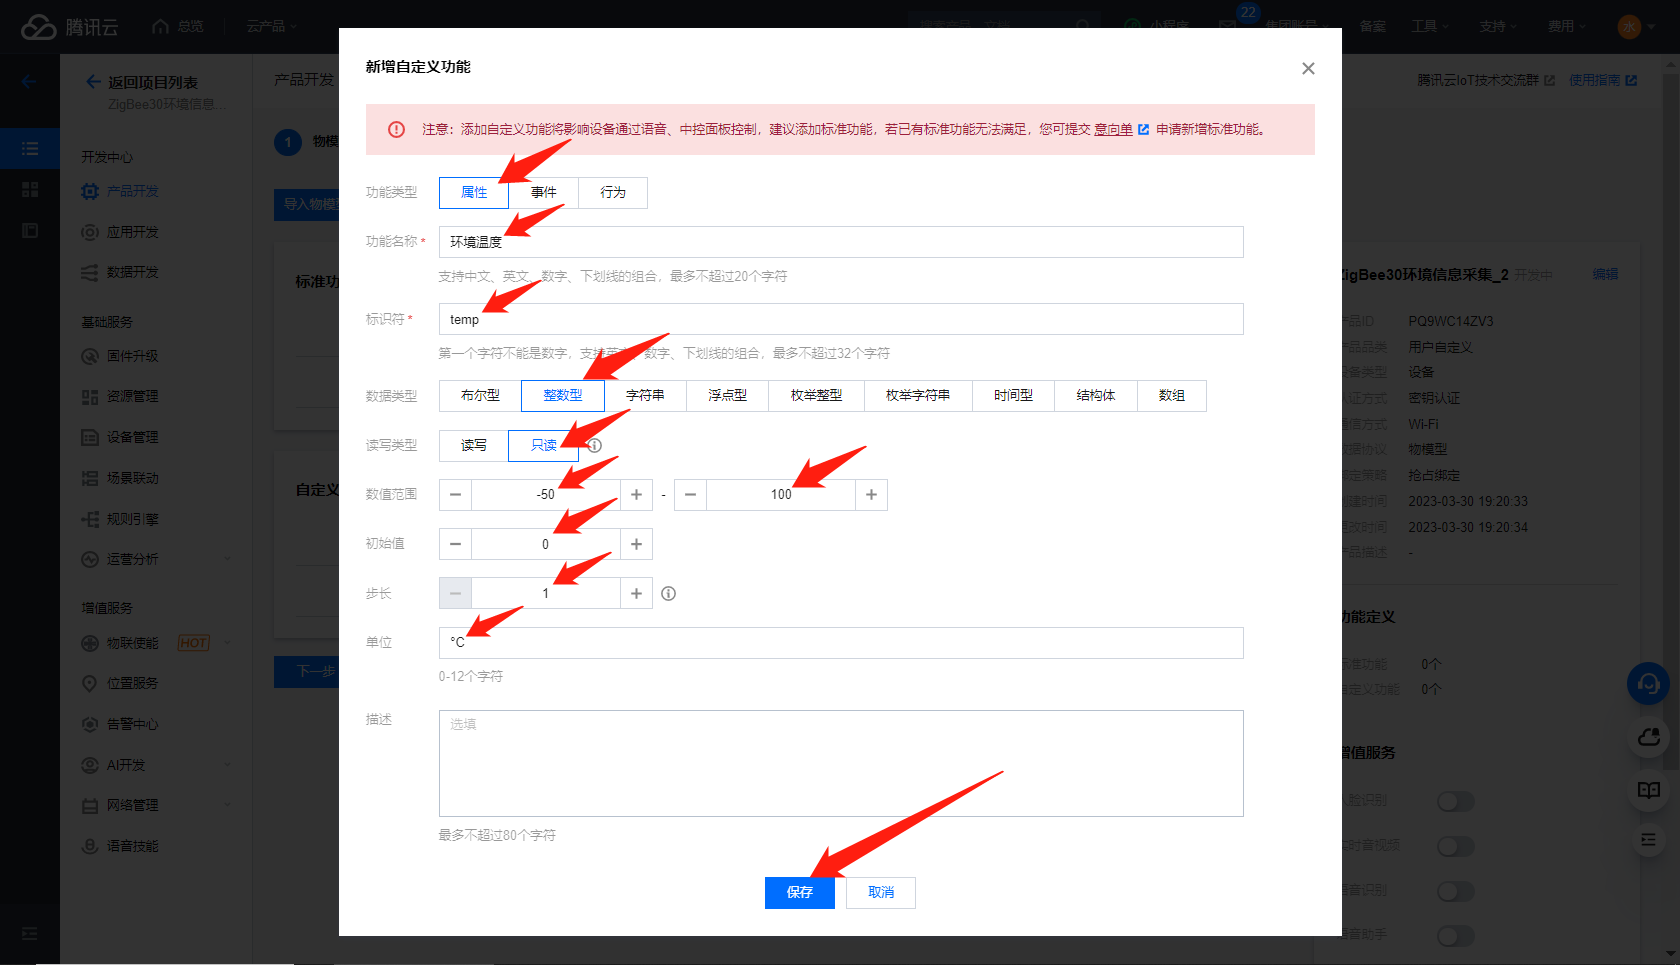 腾讯云
总览
云产品
搜索产品、文档
小程序
22
集团账号
备案
工具
支持
费用
水
返回项目列表
ZigBee30环境信息...
开发中心
产品开发
应用开发
数据开发
基础服务
固件升级
资源管理
设备管理
场景联动
规则引擎
运营分析
增值服务
物联使能 HOT
位置服务
告警中心
AI开发
网络管理
语音技能
产品开发
1 物模
导入物模
标准功
自定义
下一步
新增自定义功能
注意：添加自定义功能将影响设备通过语音、中控面板控制，建议添加标准功能，若已有标准功能无法满足，您可提交 意向单 申请新增标准功能。
功能类型 属性 事件 行为
功能名称 * 环境温度
支持中文、英文、数字、下划线的组合，最多不超过20个字符
标识符 * temp
第一个字符不能是数字，支持英文、数字、下划线的组合，最多不超过32个字符
数据类型 布尔型 整数型 字符串 浮点型 枚举整型 枚举字符串 时间型 结构体 数组
读写类型 读写 只读
数值范围 -50 - 100
初始值 0
步长 1
单位 °C
0-12个字符
描述 选填
最多不超过80个字符
保存 取消
腾讯云IoT技术交流群 使用指南
ZigBee30环境信息采集_2 开发中 编辑
产品ID PQ9WC14ZV3
产品品类 用户自定义
设备类型 设备
认证方式 密钥认证
通信方式 Wi-Fi
数据协议 物模型
绑定策略 抢占绑定
创建时间 2023-03-30 19:20:33
更改时间 2023-03-30 19:20:34
产品描述 -
功能定义
标准功能 0个
自定义功能 0个
增值服务
人脸识别
实时音视频
语音识别
语音助手